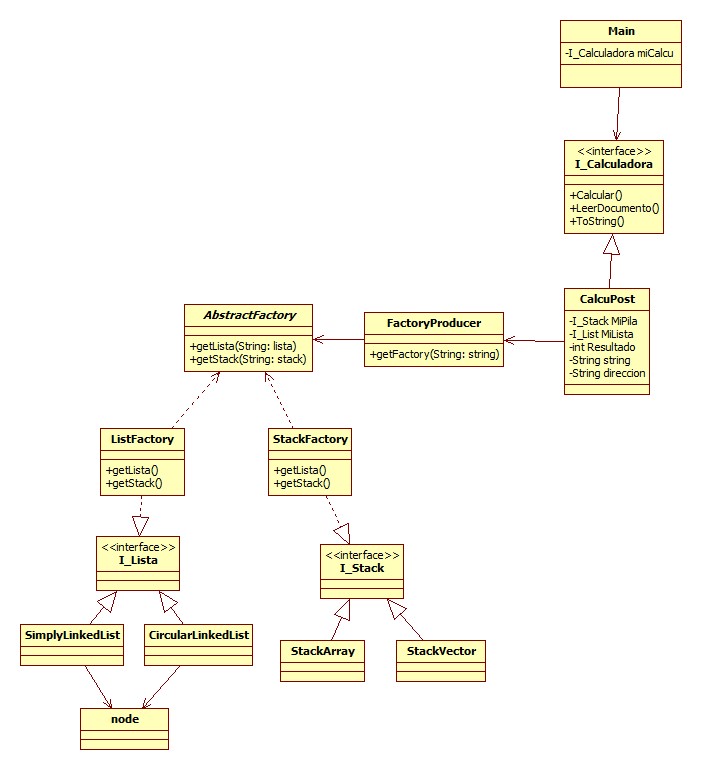 Main
-I_Calculadora miCalcu
<<interface>>
I_Calculadora
+Calcular()
+LeerDocumento()
+ToString()
CalcuPost
-I_Stack MiPila
-I_List MiLista
-int Resultado
-String string
-String direccion
FactoryProducer
+getFactory(String: string)
AbstractFactory
+getLista(String: lista)
+getStack(String: stack)
ListFactory
+getLista()
+getStack()
StackFactory
+getLista()
+getStack()
<<interface>>
I_Lista
<<interface>>
I_Stack
SimplyLinkedList
CircularLinkedList
StackArray
StackVector
node